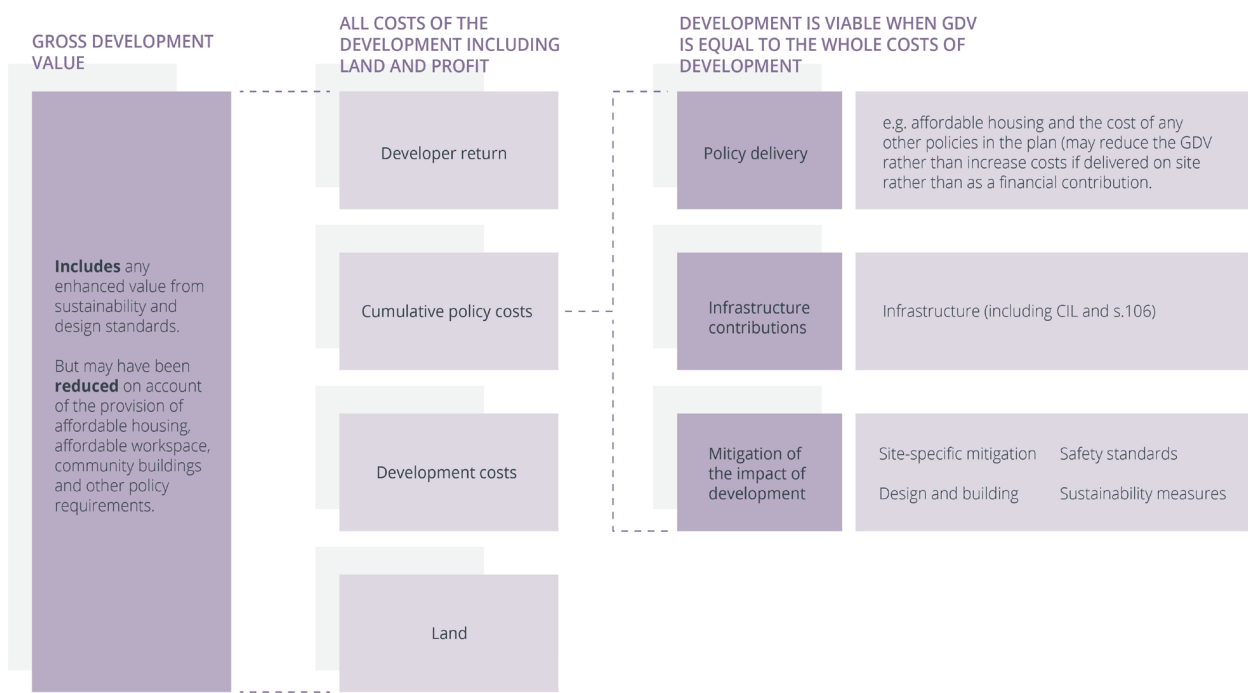 GROSS DEVELOPMENT
VALUE
Includes any
enhanced value from
sustainability and
design standards.
But may have been
reduced on account
of the provision of
affordable housing,
affordable workspace,
community buildings
and other policy
requirements.
ALL COSTS OF THE
DEVELOPMENT INCLUDING
LAND AND PROFIT
Developer return
Cumulative policy costs
Development costs
Land
DEVELOPMENT IS VIABLE WHEN GDV
IS EQUAL TO THE WHOLE COSTS OF
DEVELOPMENT
Policy delivery
e.g. affordable housing and the cost of any
other policies in the plan (may reduce the GDV
rather than increase costs if delivered on site
rather than as a financial contribution.
Infrastructure
contributions
Infrastructure (including CIL and s.106)
Mitigation of
the impact of
development
Site-specific mitigation
Safety standards
Design and building
Sustainability measures